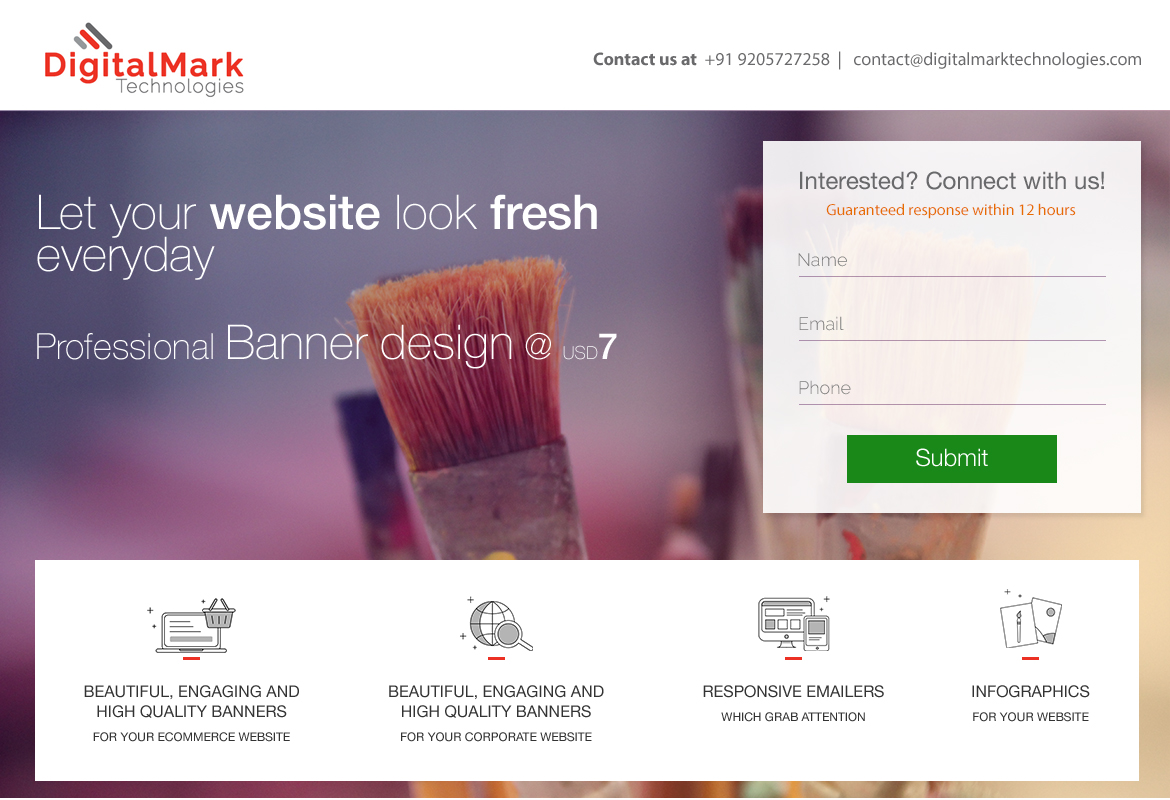 DigitalMark
Technologies
Contact us at +91 9205727258 | contact@digitalmarktechnologies.com
Let your website look fresh
everyday
Professional Banner design @ USD7
Interested? Connect with us!
Guaranteed response within 12 hours
Name
Email
Phone
Submit
BEAUTIFUL, ENGAGING AND
HIGH QUALITY BANNERS
FOR YOUR ECOMMERCE WEBSITE
BEAUTIFUL, ENGAGING AND
HIGH QUALITY BANNERS
FOR YOUR CORPORATE WEBSITE
RESPONSIVE EMAILERS
WHICH GRAB ATTENTION
INFOGRAPHICS
FOR YOUR WEBSITE